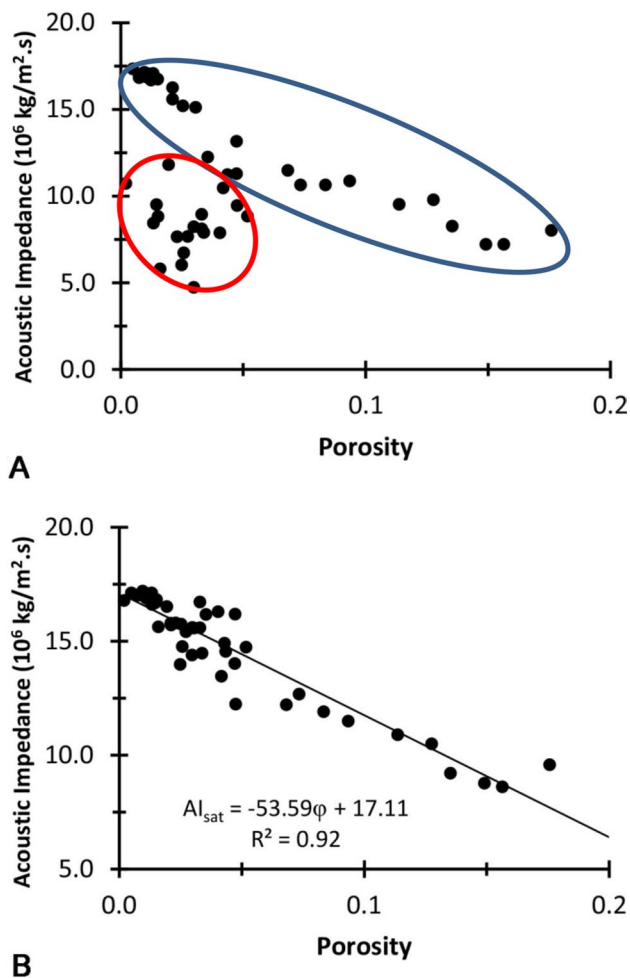 20.0
15.0
10.0
5.0
0.0
Acoustic Impedance (10⁶ kg/m².s)
0.0 0.1 0.2
Porosity
A
20.0
15.0
10.0
5.0
Acoustic Impedance (10⁶ kg/m².s)
AIsat = -53.59φ + 17.11
R² = 0.92
0.0 0.1 0.2
Porosity
B